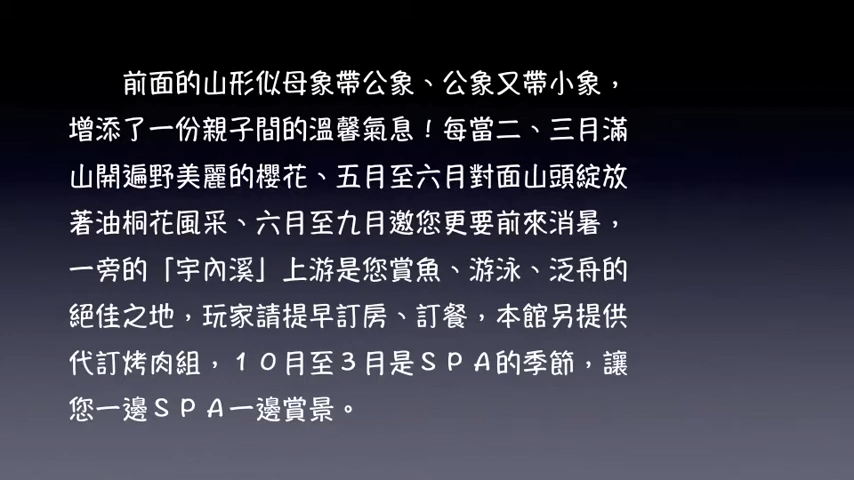 前面的山形似母象帶公象、公象又帶小象，
增添了一份親子間的溫馨氣息！每當二、三月滿
山開遍野美麗的櫻花、五月至六月對面山頭綻放
著油桐花風采、六月至九月邀您更要前來消暑，
一旁的「宇內溪」上游是您賞魚、游泳、泛舟的
絕佳之地，玩家請提早訂房、訂餐，本館另提供
代訂烤肉組，１０月至３月是ＳＰＡ的季節，讓
您一邊ＳＰＡ一邊賞景。